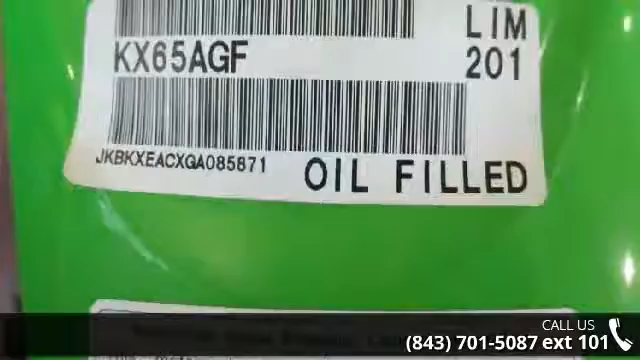 LIM
KX65AGF 201
JKBKXEACXGA085871
OIL FILLED
CALL US
(843) 701-5087 ext 101